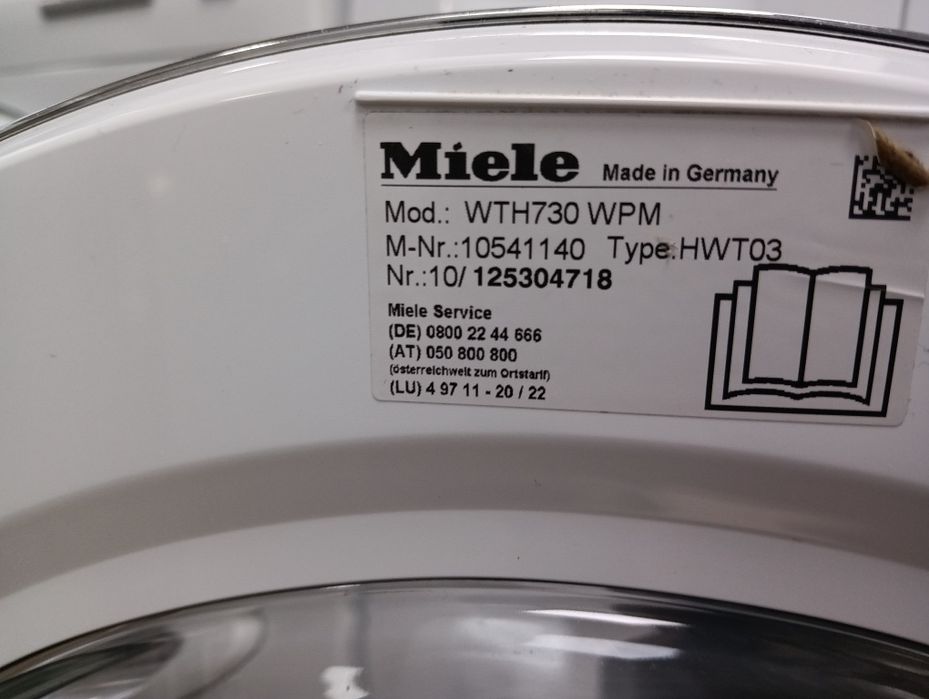 Miele Made in Germany
Mod.: WTH730 WPM
M-Nr.:10541140 Type:HWT03
Nr.:10/ 125304718
Miele Service
(DE) 0800 22 44 666
(AT) 050 800 800
(österreichweit zum Ortstarif)
(LU) 4 97 11 - 20 / 22